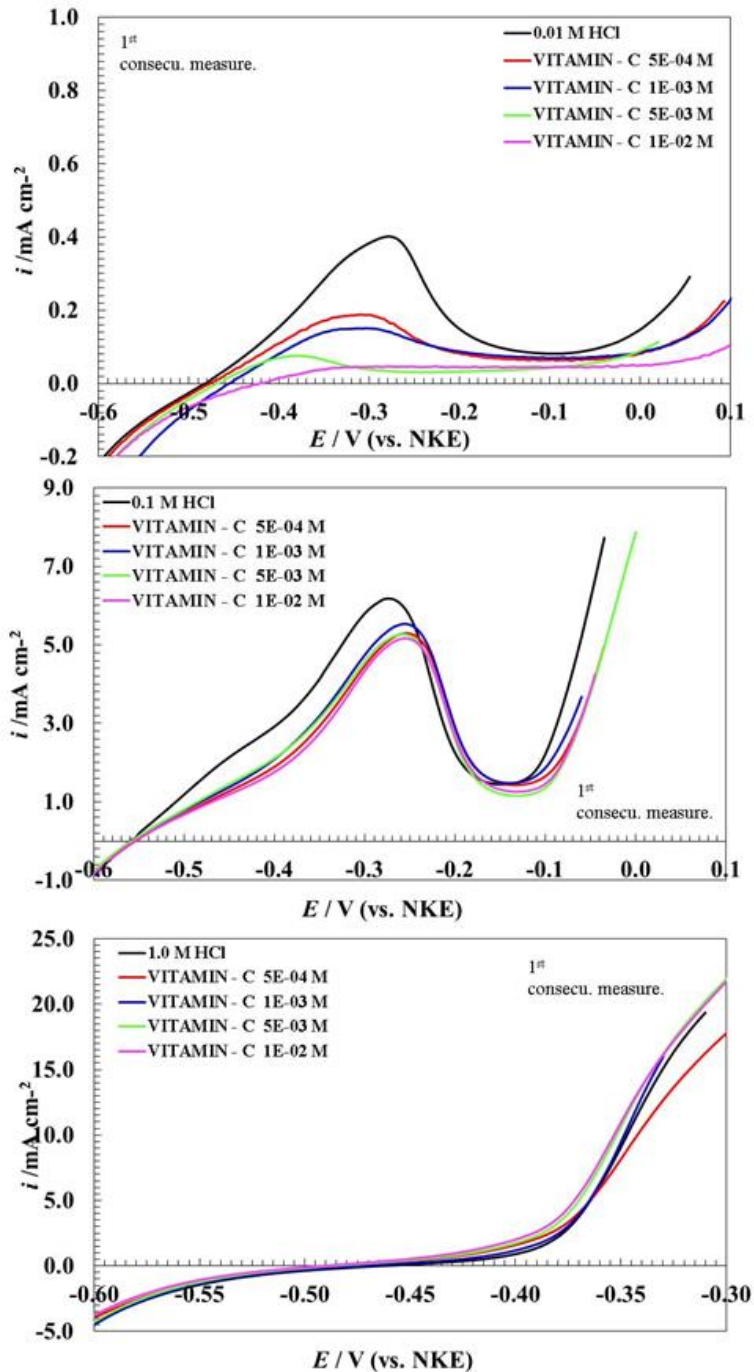 1.0
0.8
0.6
0.4
0.2
0.0
-0.2
i /mA cm-²
1st
consecu. measure.
0.01 M HCl
VITAMIN - C 5E-04 M
VITAMIN - C 1E-03 M
VITAMIN - C 5E-03 M
VITAMIN - C 1E-02 M
-0.6 -0.5 -0.4 -0.3 -0.2 -0.1 0.0 0.1
E / V (vs. NKE)
9.0
7.0
5.0
3.0
1.0
-1.0
i /mA cm-²
0.1 M HCl
VITAMIN - C 5E-04 M
VITAMIN - C 1E-03 M
VITAMIN - C 5E-03 M
VITAMIN - C 1E-02 M
1st
consecu. measure.
-0.6 -0.5 -0.4 -0.3 -0.2 -0.1 0.0 0.1
E / V (vs. NKE)
25.0
20.0
15.0
10.0
5.0
0.0
-5.0
i /mA cm-²
1.0 M HCl
VITAMIN - C 5E-04 M
VITAMIN - C 1E-03 M
VITAMIN - C 5E-03 M
VITAMIN - C 1E-02 M
1st
consecu. measure.
-0.60 -0.55 -0.50 -0.45 -0.40 -0.35 -0.30
E / V (vs. NKE)